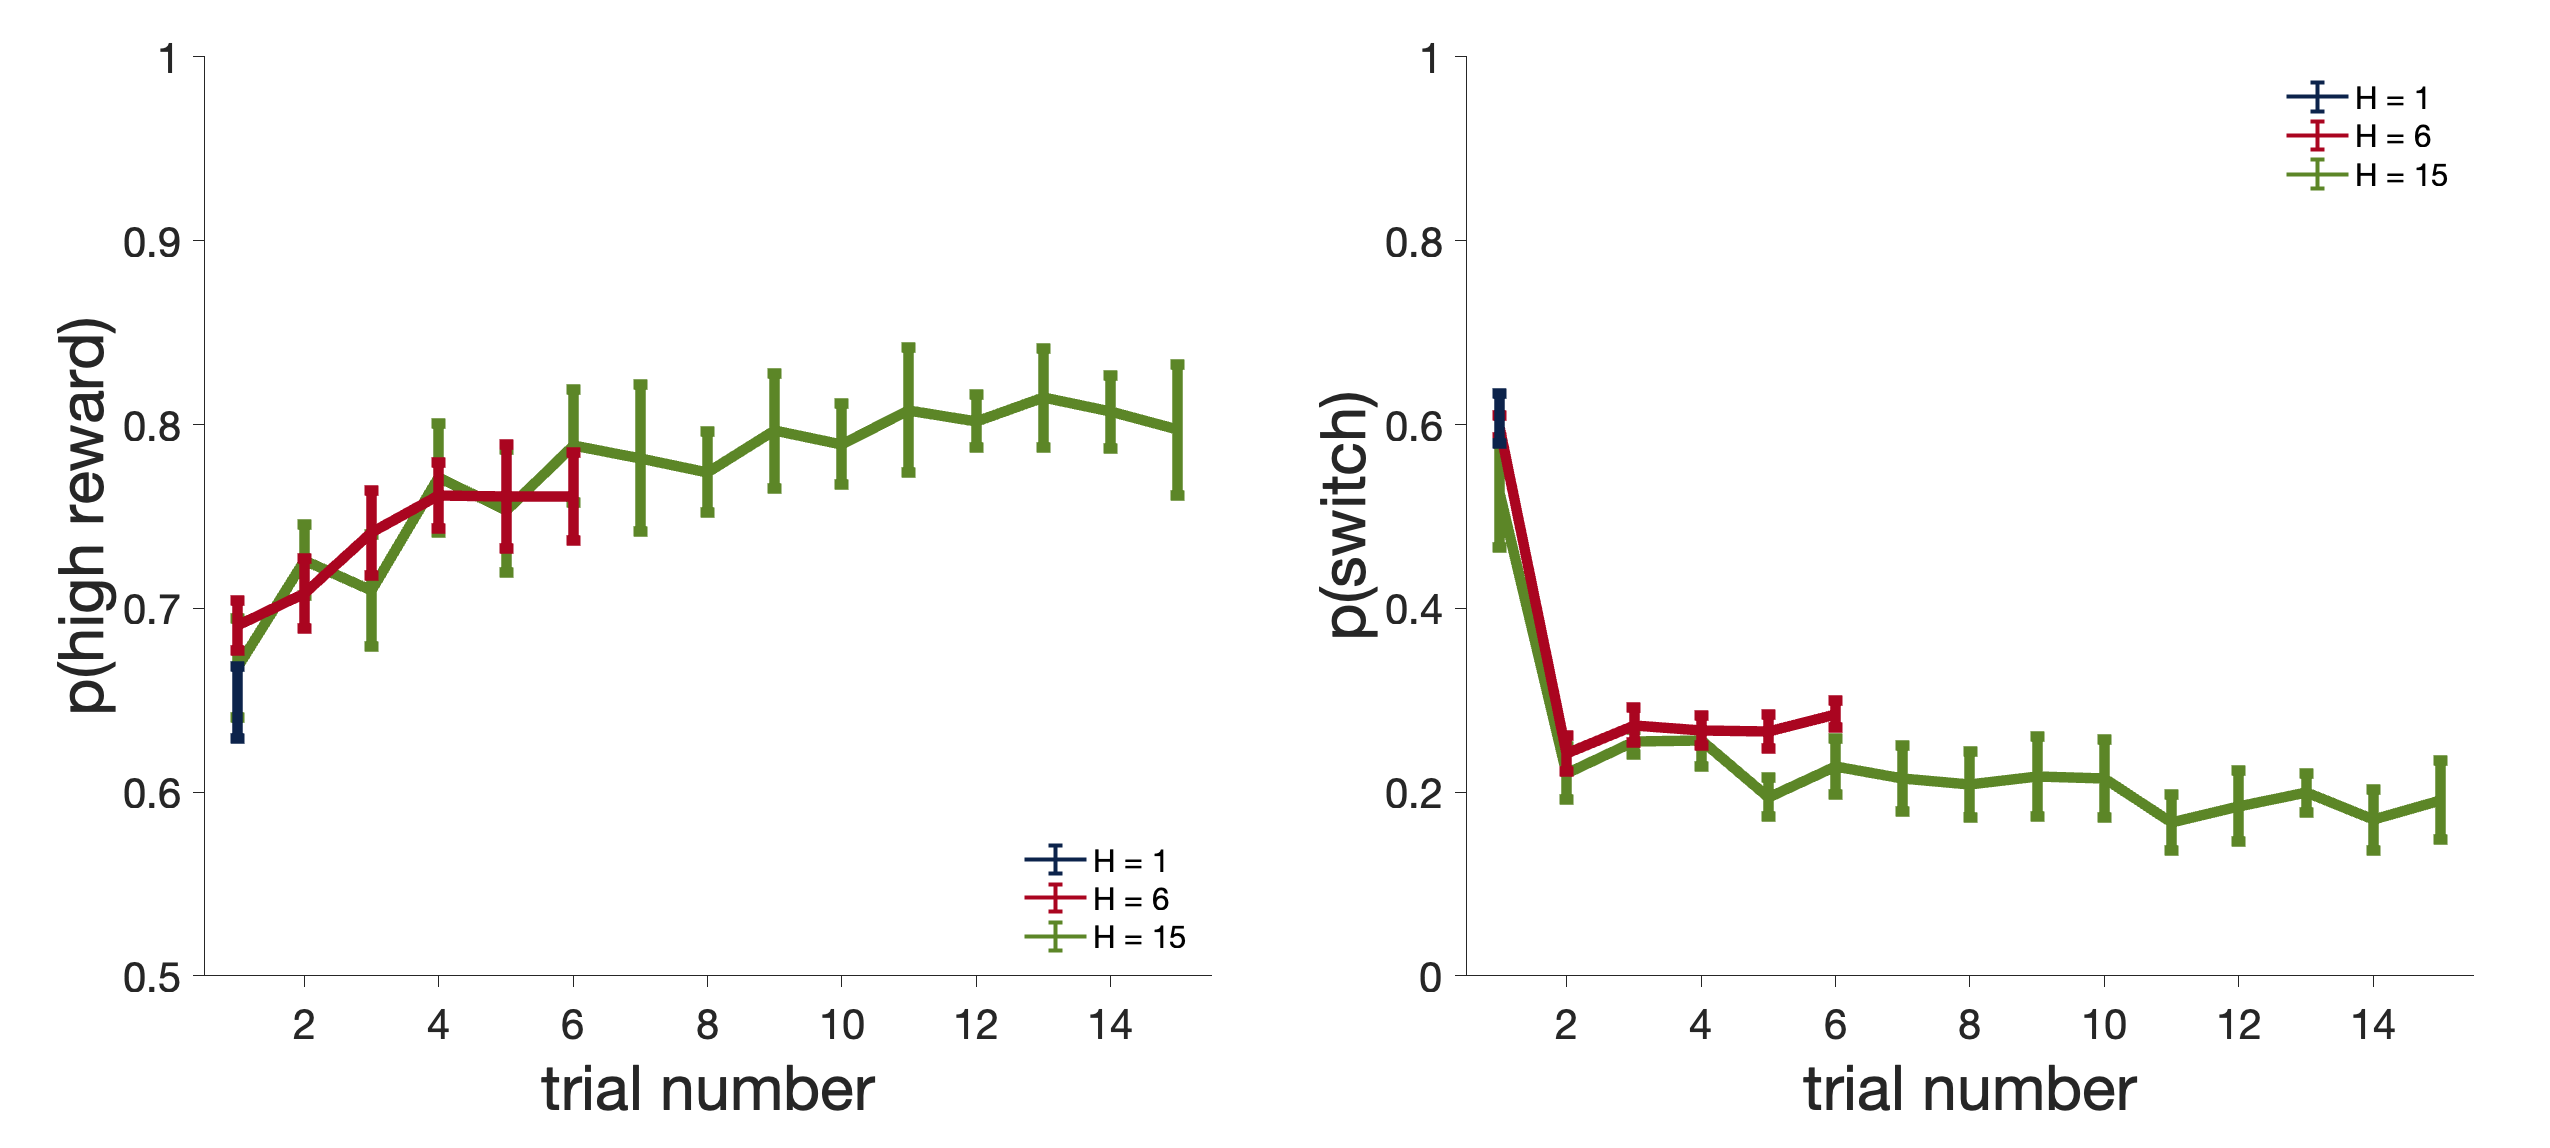 p(high reward)
1
0.9
0.8
0.7
0.6
0.5
2 4 6 8 10 12 14
trial number
H = 1
H = 6
H = 15
p(switch)
1
0.8
0.6
0.4
0.2
0
2 4 6 8 10 12 14
trial number
H = 1
H = 6
H = 15